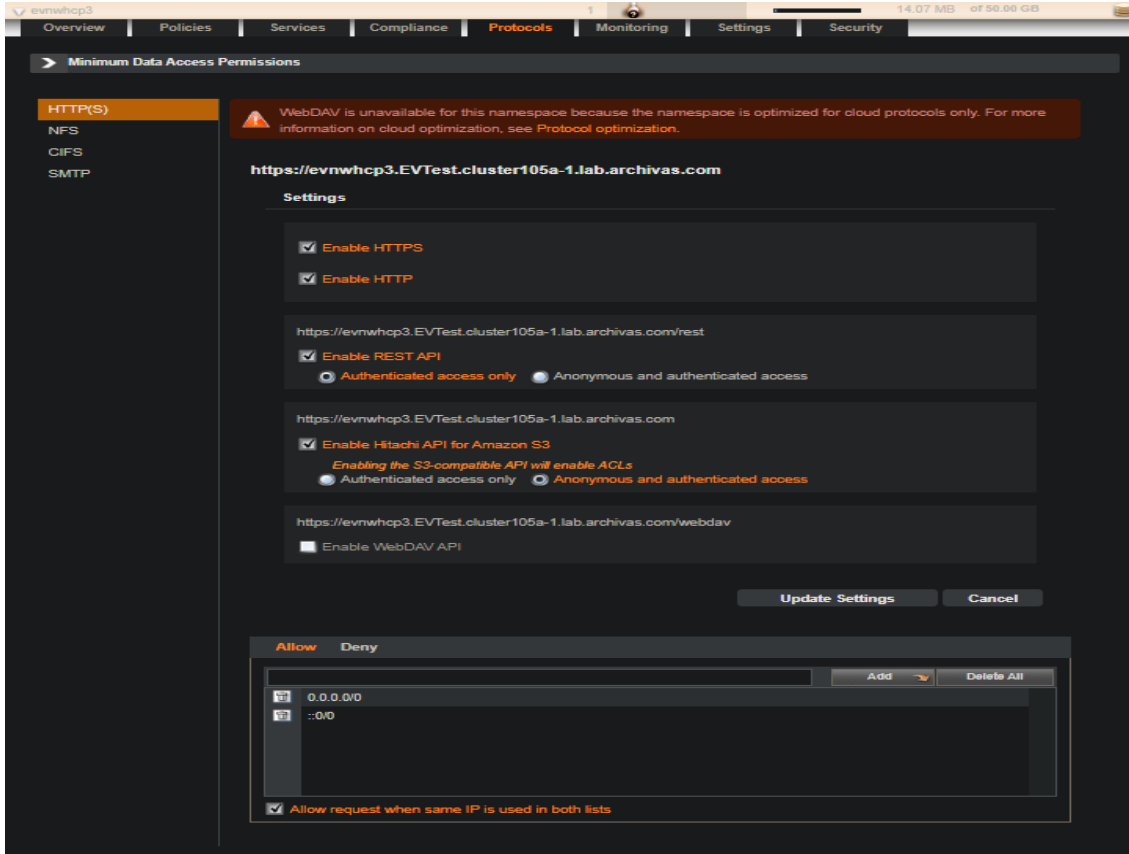 evnwhcp3 1 14.07 MB of 50.00 GB
Overview Policies Services Compliance Protocols Monitoring Settings Security
Minimum Data Access Permissions
HTTP(S)
NFS
CIFS
SMTP
WebDAV is unavailable for this namespace because the namespace is optimized for cloud protocols only. For more
information on cloud optimization, see Protocol optimization.
https://evnwhcp3.EVTest.cluster105a-1.lab.archivas.com
Settings
Enable HTTPS
Enable HTTP
https://evnwhcp3.EVTest.cluster105a-1.lab.archivas.com/rest
Enable REST API
Authenticated access only Anonymous and authenticated access
https://evnwhcp3.EVTest.cluster105a-1.lab.archivas.com
Enable Hitachi API for Amazon S3
Enabling the S3-compatible API will enable ACLs
Authenticated access only Anonymous and authenticated access
https://evnwhcp3.EVTest.cluster105a-1.lab.archivas.com/webdav
Enable WebDAV API
Update Settings Cancel
Allow Deny
Add Delete All
0.0.0.0/0
::0/0
Allow request when same IP is used in both lists